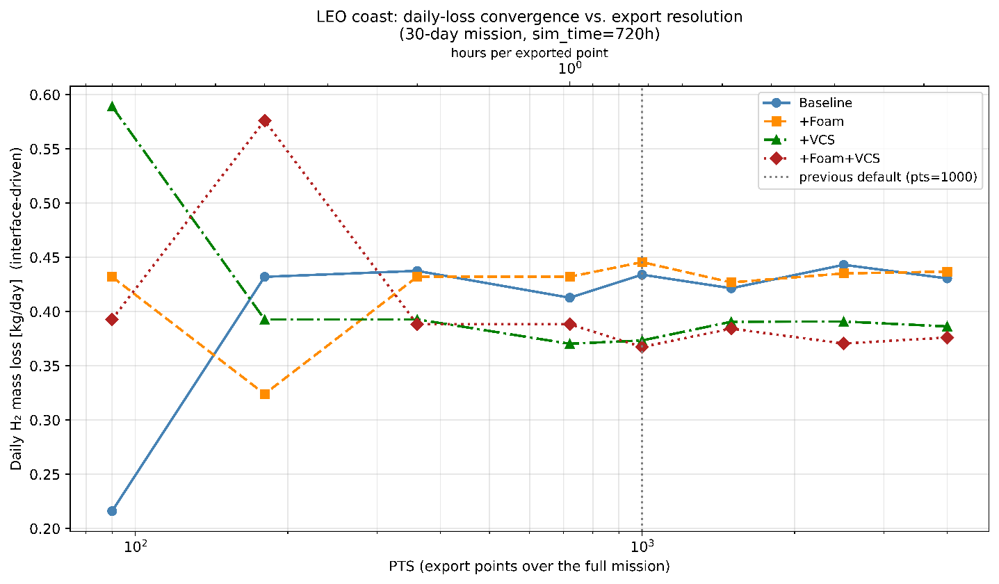 LEO coast: daily-loss convergence vs. export resolution
(30-day mission, sim_time=720h)
hours per exported point
10⁰
Baseline
+Foam
+VCS
+Foam+VCS
previous default (pts=1000)
Daily H₂ mass loss [kg/day]  (interface-driven)
0.60
0.55
0.50
0.45
0.40
0.35
0.30
0.25
0.20
10²
10³
PTS (export points over the full mission)